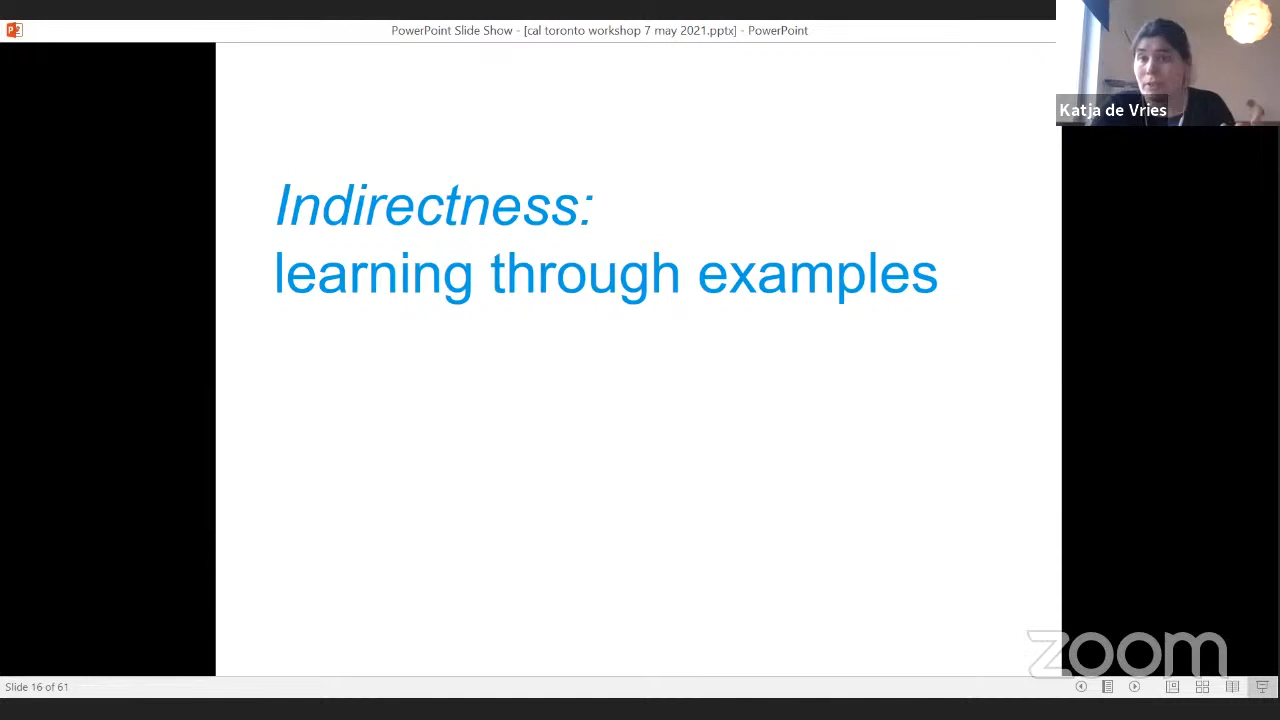 PowerPoint Slide Show - [cal toronto workshop 7 may 2021.pptx] - PowerPoint
Katja de Vries
Indirectness:
learning through examples
zoom
Slide 16 of 61